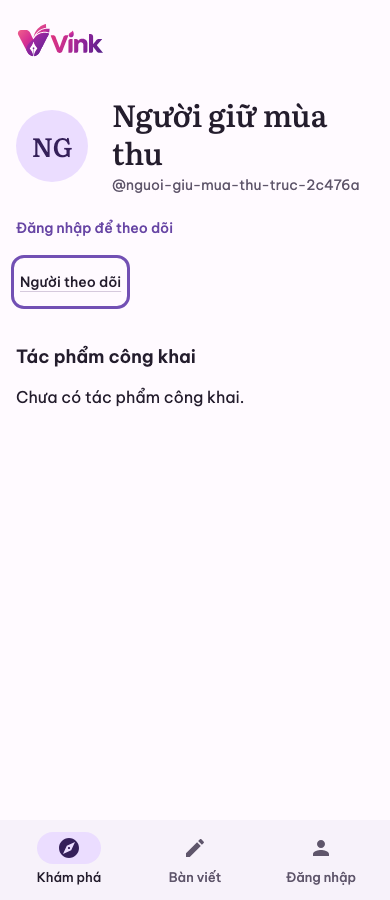 Vink
NG
Người giữ mùa
thu
@nguoi-giu-mua-thu-truc-2c476a
Đăng nhập để theo dõi
Người theo dõi
Tác phẩm công khai
Chưa có tác phẩm công khai.
Khám phá
Bàn viết
Đăng nhập